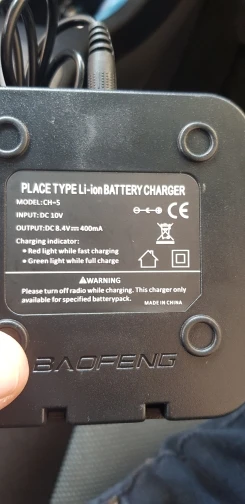 PLACE TYPE Li-ion BATTERY CHARGER
MODEL:CH-5
INPUT:DC 10V
OUTPUT:DC 8.4V⎓400mA
CE
Charging indicator:
• Red light while fast charging
• Green light while full charge
⚠WARNING
Please turn off radio while charging. This charger only
available for specified batterypack.
MADE IN CHINA
BAOFENG